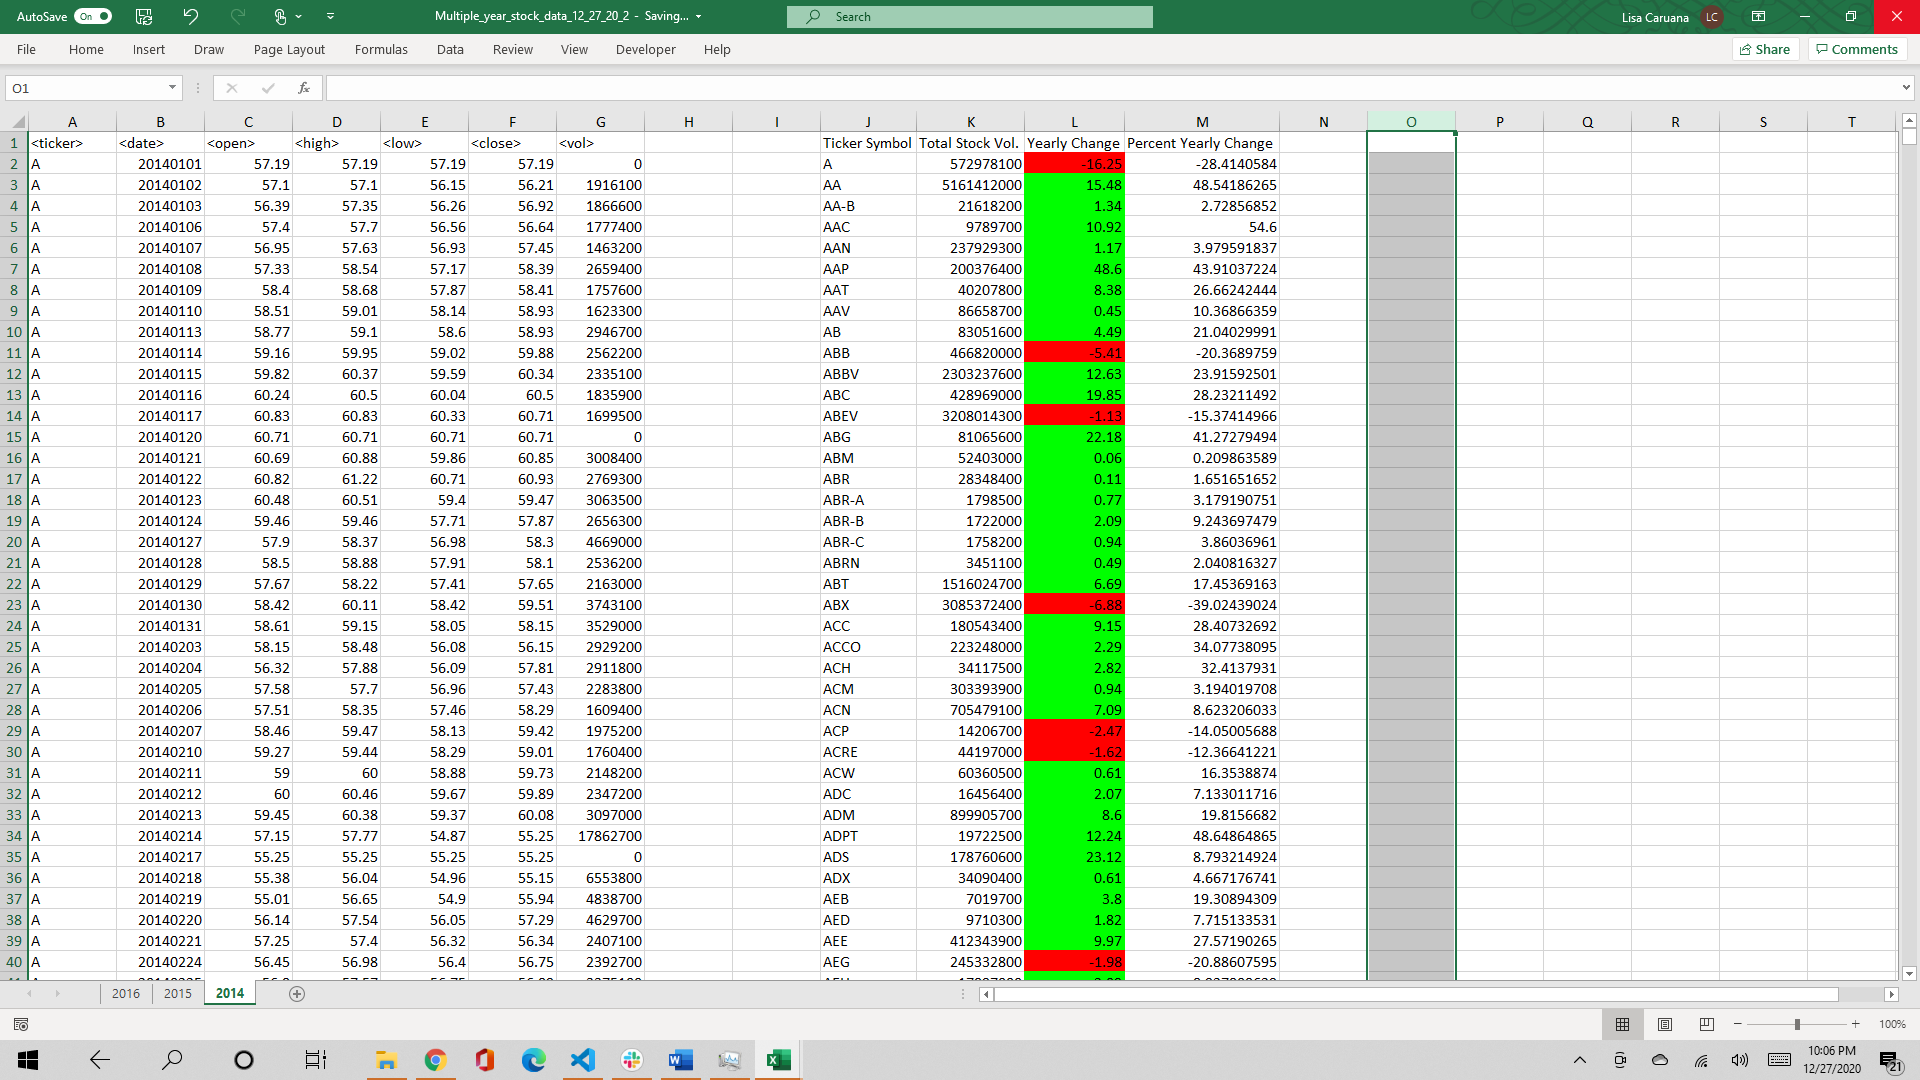 AutoSave On Multiple_year_stock_data_12_27_20_2 - Saving... Search Lisa Caruana LC
File Home Insert Draw Page Layout Formulas Data Review View Developer Help Share Comments
O1 fx
A B C D E F G H I J K L M N O P Q R S T
1 <ticker> <date> <open> <high> <low> <close> <vol> Ticker Symbol Total Stock Vol. Yearly Change Percent Yearly Change
2 A 20140101 57.19 57.19 57.19 57.19 0 A 572978100 -16.25 -28.4140584
3 A 20140102 57.1 57.1 56.15 56.21 1916100 AA 5161412000 15.48 48.54186265
4 A 20140103 56.39 57.35 56.26 56.92 1866600 AA-B 21618200 1.34 2.72856852
5 A 20140106 57.4 57.7 56.56 56.64 1777400 AAC 9789700 10.92 54.6
6 A 20140107 56.95 57.63 56.93 57.45 1463200 AAN 237929300 1.17 3.979591837
7 A 20140108 57.33 58.54 57.17 58.39 2659400 AAP 200376400 48.6 43.91037224
8 A 20140109 58.4 58.68 57.87 58.41 1757600 AAT 40207800 8.38 26.66242444
9 A 20140110 58.51 59.01 58.14 58.93 1623300 AAV 86658700 0.45 10.36866359
10 A 20140113 58.77 59.1 58.6 58.93 2946700 AB 83051600 4.49 21.04029991
11 A 20140114 59.16 59.95 59.02 59.88 2562200 ABB 466820000 -5.41 -20.3689759
12 A 20140115 59.82 60.37 59.59 60.34 2335100 ABBV 2303237600 12.63 23.91592501
13 A 20140116 60.24 60.5 60.04 60.5 1835900 ABC 428969000 19.85 28.23211492
14 A 20140117 60.83 60.83 60.33 60.71 1699500 ABEV 3208014300 -1.13 -15.37414966
15 A 20140120 60.71 60.71 60.71 60.71 0 ABG 81065600 22.18 41.27279494
16 A 20140121 60.69 60.88 59.86 60.85 3008400 ABM 52403000 0.06 0.209863589
17 A 20140122 60.82 61.22 60.71 60.93 2769300 ABR 28348400 0.11 1.651651652
18 A 20140123 60.48 60.51 59.4 59.47 3063500 ABR-A 1798500 0.77 3.179190751
19 A 20140124 59.46 59.46 57.71 57.87 2656300 ABR-B 1722000 2.09 9.243697479
20 A 20140127 57.9 58.37 56.98 58.3 4669000 ABR-C 1758200 0.94 3.86036961
21 A 20140128 58.5 58.88 57.91 58.1 2536200 ABRN 3451100 0.49 2.040816327
22 A 20140129 57.67 58.22 57.41 57.65 2163000 ABT 1516024700 6.69 17.45369163
23 A 20140130 58.42 60.11 58.42 59.51 3743100 ABX 3085372400 -6.88 -39.02439024
24 A 20140131 58.61 59.15 58.05 58.15 3529000 ACC 180543400 9.15 28.40732692
25 A 20140203 58.15 58.48 56.08 56.15 2929200 ACCO 223248000 2.29 34.07738095
26 A 20140204 56.32 57.88 56.09 57.81 2911800 ACH 34117500 2.82 32.4137931
27 A 20140205 57.58 57.7 56.96 57.43 2283800 ACM 303393900 0.94 3.194019708
28 A 20140206 57.51 58.35 57.46 58.29 1609400 ACN 705479100 7.09 8.623206033
29 A 20140207 58.46 59.47 58.13 59.42 1975200 ACP 14206700 -2.47 -14.05005688
30 A 20140210 59.27 59.44 58.29 59.01 1760400 ACRE 44197000 -1.62 -12.36641221
31 A 20140211 59 60 58.88 59.73 2148200 ACW 60360500 0.61 16.3538874
32 A 20140212 60 60.46 59.67 59.89 2347200 ADC 16456400 2.07 7.133011716
33 A 20140213 59.45 60.38 59.37 60.08 3097000 ADM 899905700 8.6 19.8156682
34 A 20140214 57.15 57.77 54.87 55.25 17862700 ADPT 19722500 12.24 48.64864865
35 A 20140217 55.25 55.25 55.25 55.25 0 ADS 178760600 23.12 8.793214924
36 A 20140218 55.38 56.04 54.96 55.15 6553800 ADX 34090400 0.61 4.667176741
37 A 20140219 55.01 56.65 54.9 55.94 4838700 AEB 7019700 3.8 19.30894309
38 A 20140220 56.14 57.54 56.05 57.29 4629700 AED 9710300 1.82 7.715133531
39 A 20140221 57.25 57.4 56.32 56.34 2407100 AEE 412343900 9.97 27.57190265
40 A 20140224 56.45 56.98 56.4 56.75 2392700 AEG 245332800 -1.98 -20.88607595
2016 2015 2014
100%
10:06 PM
12/27/2020 21